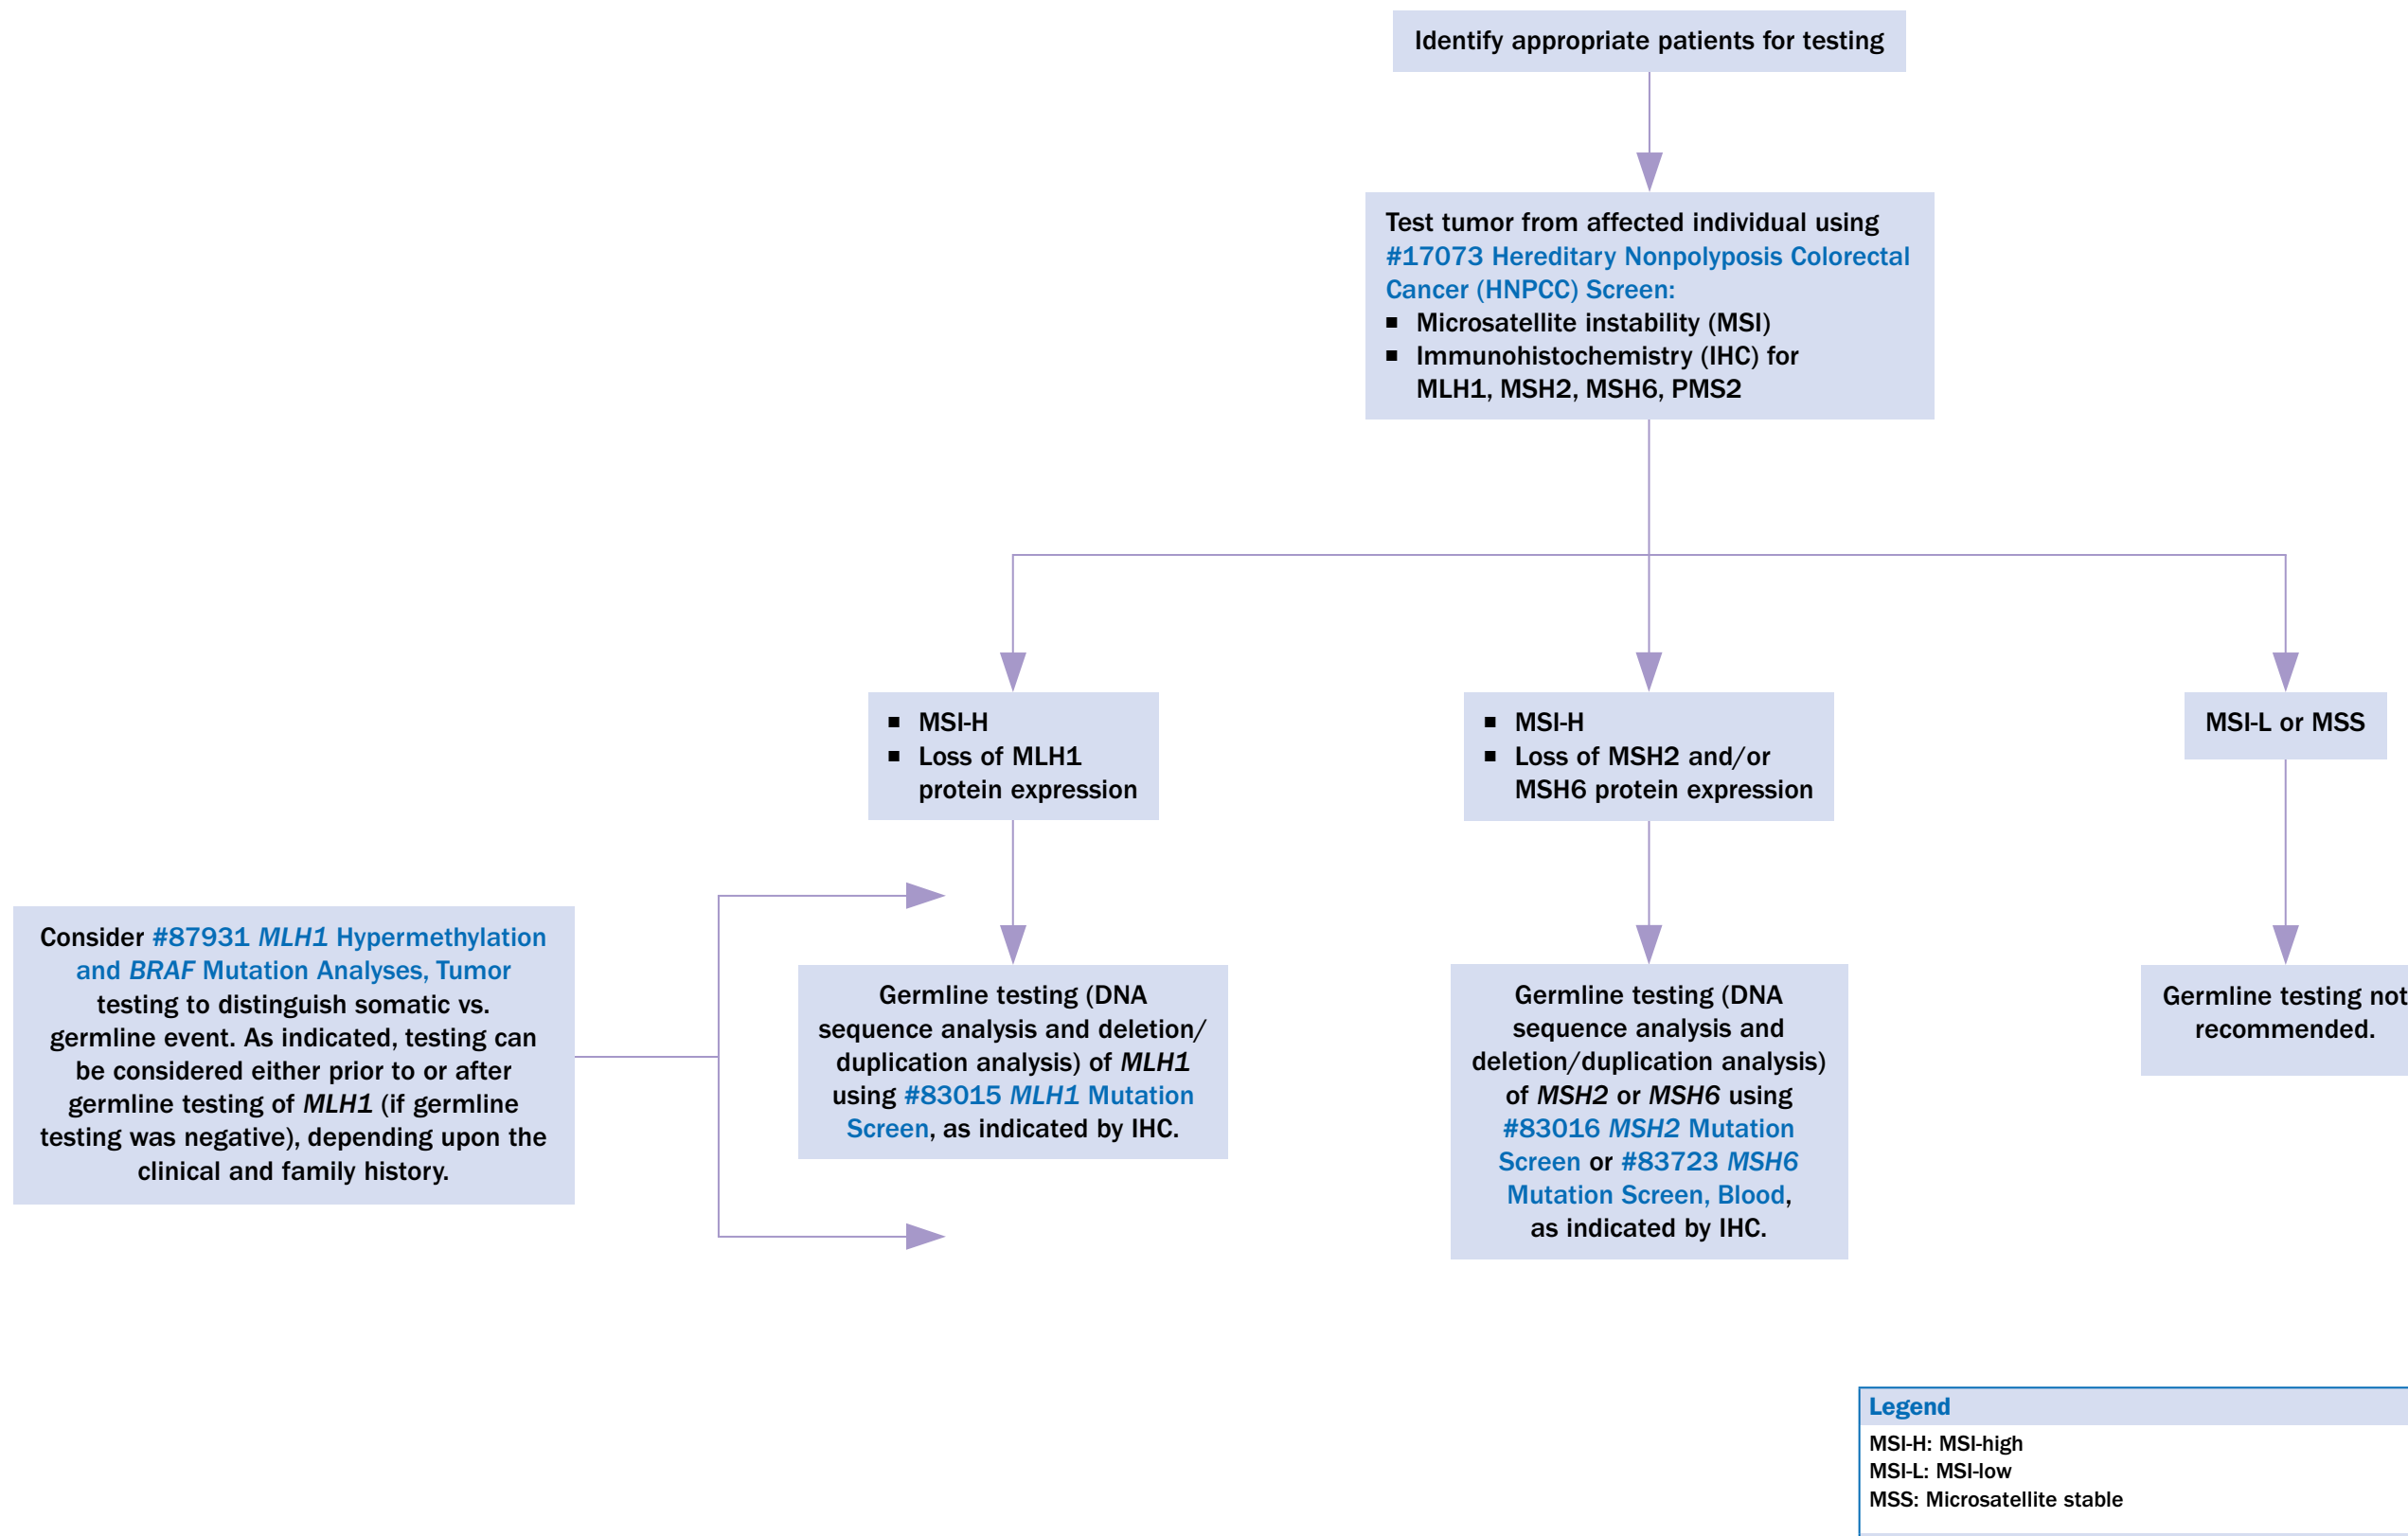 Identify appropriate patients for testing
Test tumor from affected individual using
#17073 Hereditary Nonpolyposis Colorectal
Cancer (HNPCC) Screen:
■ Microsatellite instability (MSI)
■ Immunohistochemistry (IHC) for
MLH1, MSH2, MSH6, PMS2
■ MSI-H
■ Loss of MLH1
protein expression
■ MSI-H
■ Loss of MSH2 and/or
MSH6 protein expression
MSI-L or MSS
Consider #87931 MLH1 Hypermethylation
and BRAF Mutation Analyses, Tumor
testing to distinguish somatic vs.
germline event. As indicated, testing can
be considered either prior to or after
germline testing of MLH1 (if germline
testing was negative), depending upon the
clinical and family history.
Germline testing (DNA
sequence analysis and deletion/
duplication analysis) of MLH1
using #83015 MLH1 Mutation
Screen, as indicated by IHC.
Germline testing (DNA
sequence analysis and
deletion/duplication analysis)
of MSH2 or MSH6 using
#83016 MSH2 Mutation
Screen or #83723 MSH6
Mutation Screen, Blood,
as indicated by IHC.
Germline testing not
recommended.
Legend
MSI-H: MSI-high
MSI-L: MSI-low
MSS: Microsatellite stable